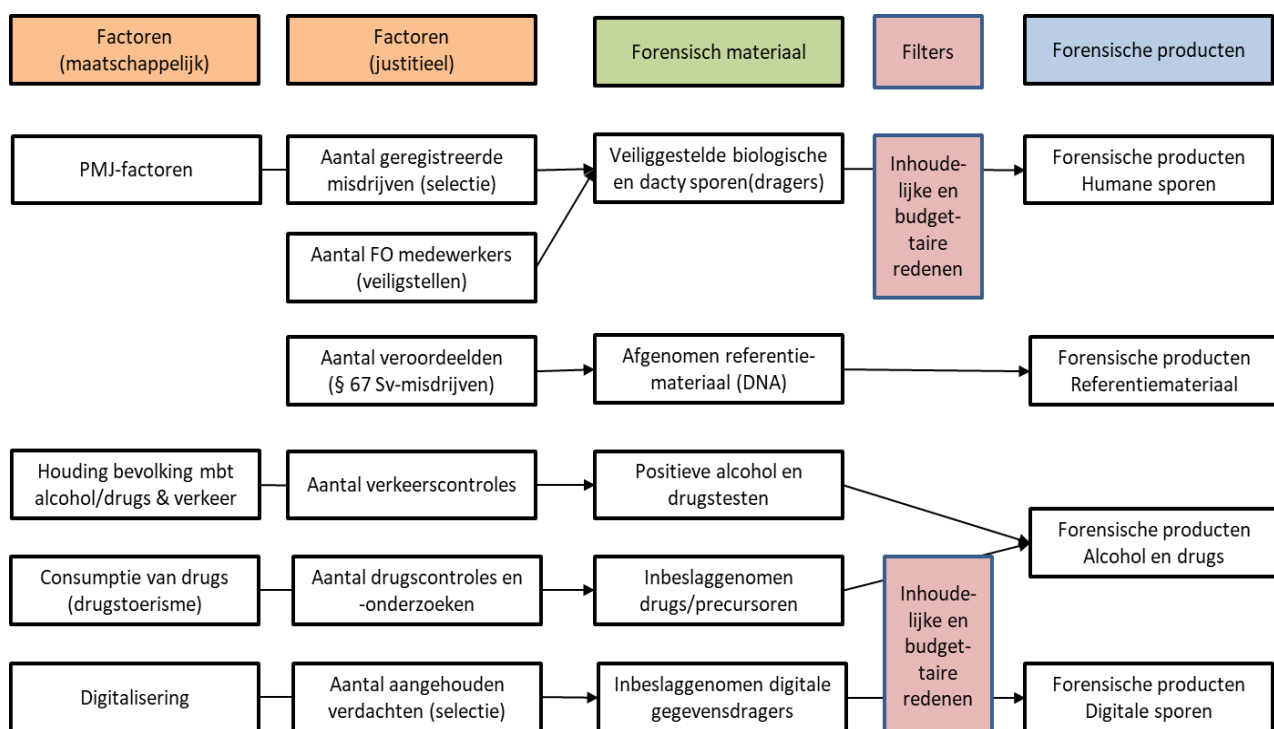 Factoren
(maatschappelijk)
Factoren
(justitieel)
Forensisch materiaal
Filters
Forensische producten
PMJ-factoren
Aantal geregistreerde
misdrijven (selectie)
Veiliggestelde biologische
en dacty sporen(dragers)
Inhoude-
lijke en
budget-
taire
redenen
Forensische producten
Humane sporen
Aantal FO medewerkers
(veiligstellen)
Aantal veroordeelden
(§ 67 Sv-misdrijven)
Afgenomen referentie-
materiaal (DNA)
Forensische producten
Referentiemateriaal
Houding bevolking mbt
alcohol/drugs & verkeer
Aantal verkeerscontroles
Positieve alcohol en
drugstesten
Forensische producten
Alcohol en drugs
Consumptie van drugs
(drugstoerisme)
Aantal drugscontroles en
-onderzoeken
Inbeslaggenomen
drugs/precursoren
Inhoude-
lijke en
budget-
taire
redenen
Digitalisering
Aantal aangehouden
verdachten (selectie)
Inbeslaggenomen digitale
gegevensdragers
Forensische producten
Digitale sporen